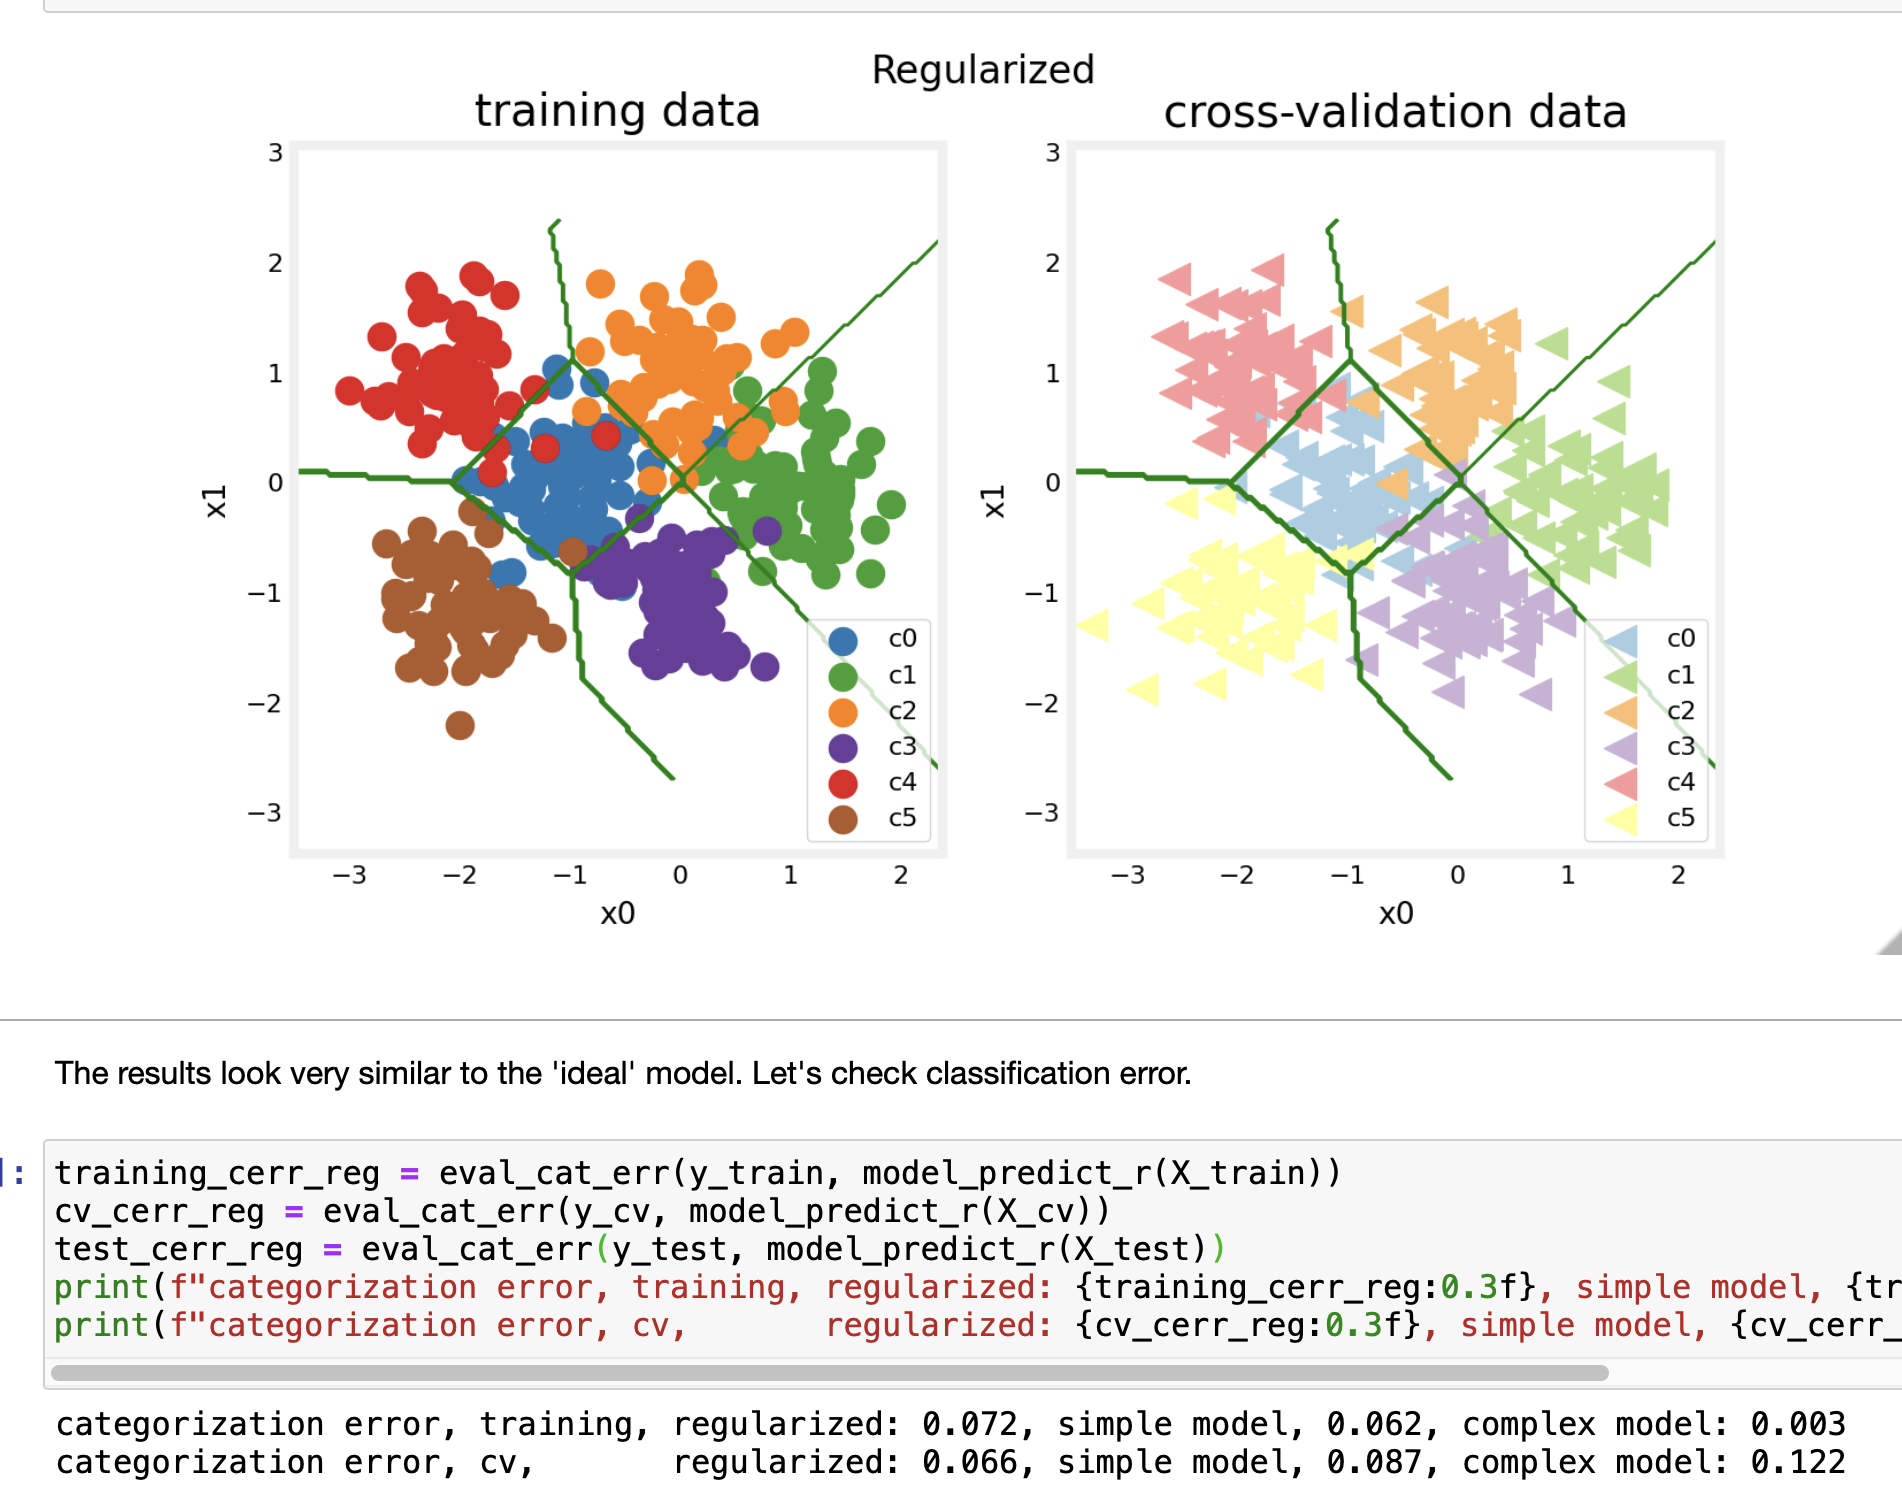 Regularized
training data
cross-validation data
3
2
1
0
−1
−2
−3
x1
−3
−2
−1
0
1
2
x0
c0
c1
c2
c3
c4
c5
3
2
1
0
−1
−2
−3
x1
−3
−2
−1
0
1
2
x0
c0
c1
c2
c3
c4
c5
The results look very similar to the 'ideal' model. Let's check classification error.
]:
training_cerr_reg = eval_cat_err(y_train, model_predict_r(X_train))
cv_cerr_reg = eval_cat_err(y_cv, model_predict_r(X_cv))
test_cerr_reg = eval_cat_err(y_test, model_predict_r(X_test))
print(f"categorization error, training, regularized: {training_cerr_reg:0.3f}, simple model, {tr
print(f"categorization error, cv,       regularized: {cv_cerr_reg:0.3f}, simple model, {cv_cerr_
categorization error, training, regularized: 0.072, simple model, 0.062, complex model: 0.003
categorization error, cv,       regularized: 0.066, simple model, 0.087, complex model: 0.122